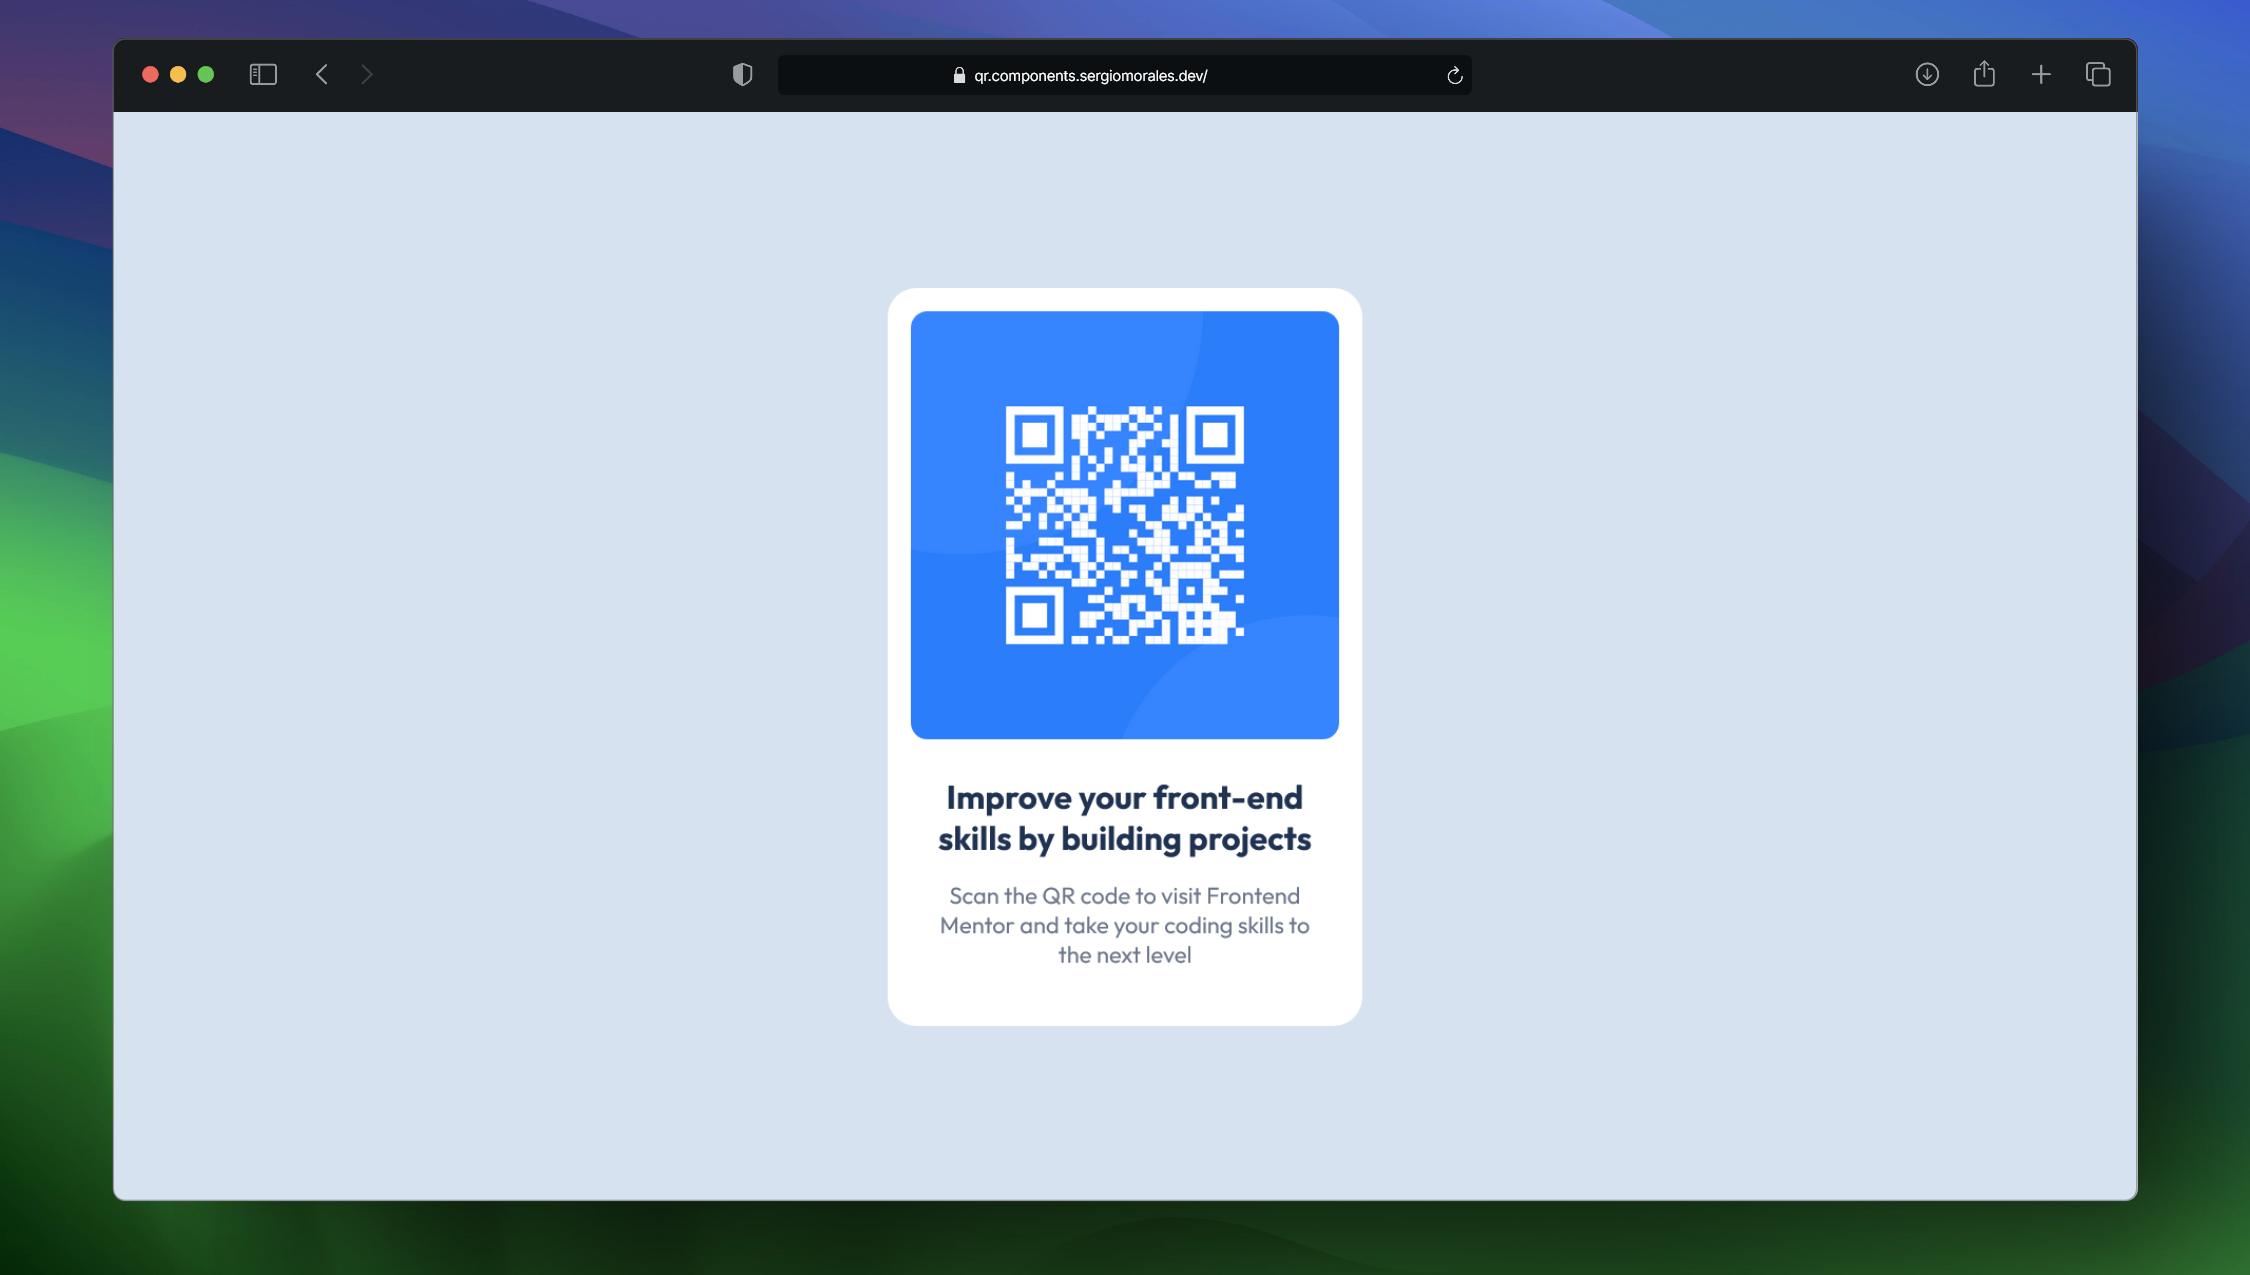 qr.components.sergiomorales.dev/
Improve your front-end
skills by building projects
Scan the QR code to visit Frontend
Mentor and take your coding skills to
the next level